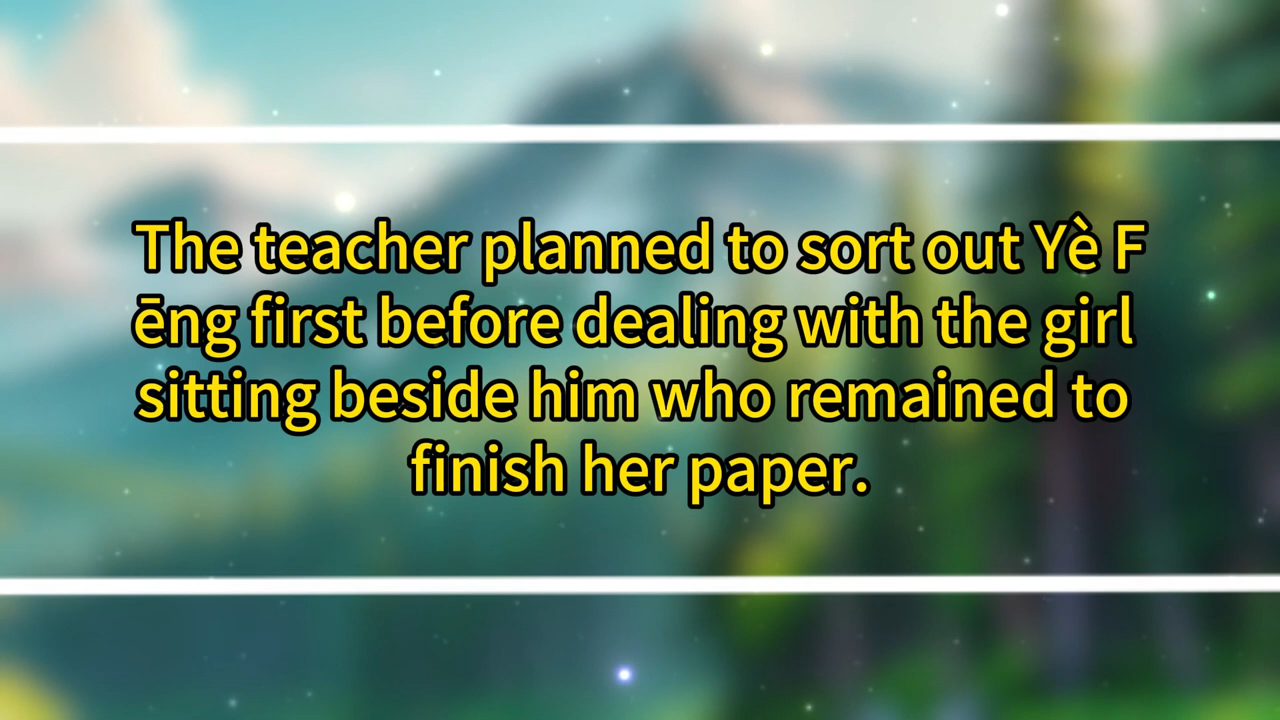 The teacher planned to sort out Yè F
ēng first before dealing with the girl
sitting beside him who remained to
finish her paper.